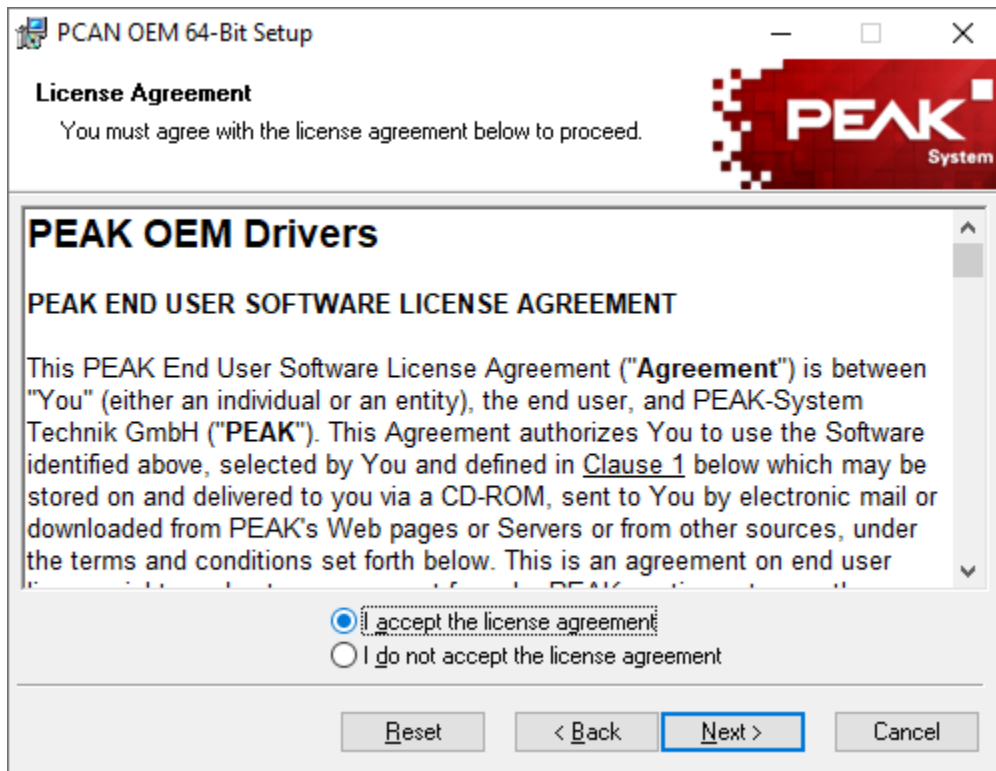 PCAN OEM 64-Bit Setup
License Agreement
You must agree with the license agreement below to proceed.
PEAK
System
PEAK OEM Drivers
PEAK END USER SOFTWARE LICENSE AGREEMENT
This PEAK End User Software License Agreement ("Agreement") is between
"You" (either an individual or an entity), the end user, and PEAK-System
Technik GmbH ("PEAK"). This Agreement authorizes You to use the Software
identified above, selected by You and defined in Clause 1 below which may be
stored on and delivered to you via a CD-ROM, sent to You by electronic mail or
downloaded from PEAK's Web pages or Servers or from other sources, under
the terms and conditions set forth below. This is an agreement on end user
I accept the license agreement
I do not accept the license agreement
Reset
< Back
Next >
Cancel